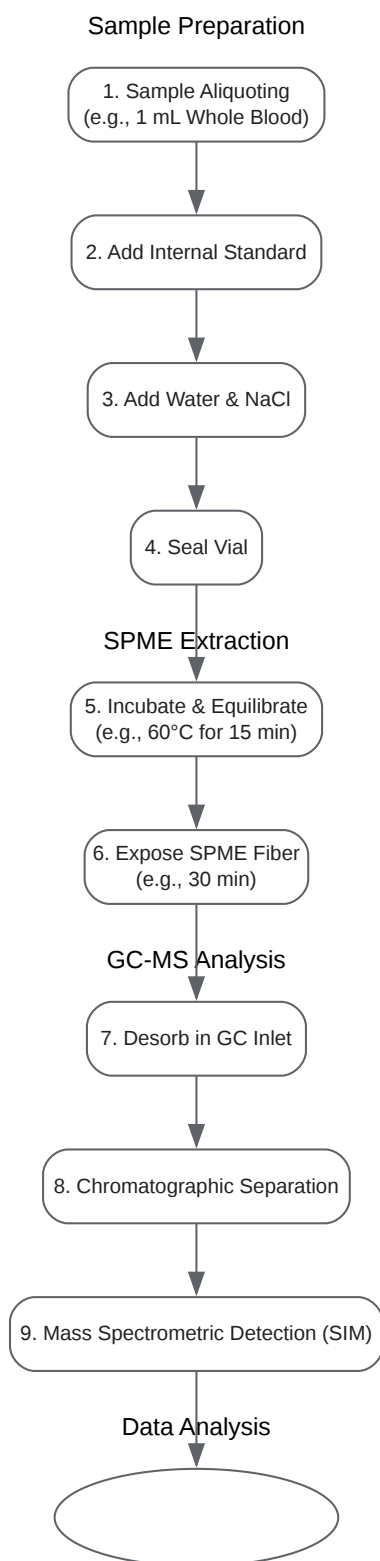 Sample Preparation
1. Sample Aliquoting
(e.g., 1 mL Whole Blood)
2. Add Internal Standard
3. Add Water & NaCl
4. Seal Vial
SPME Extraction
5. Incubate & Equilibrate
(e.g., 60°C for 15 min)
6. Expose SPME Fiber
(e.g., 30 min)
GC-MS Analysis
7. Desorb in GC Inlet
8. Chromatographic Separation
9. Mass Spectrometric Detection (SIM)
Data Analysis